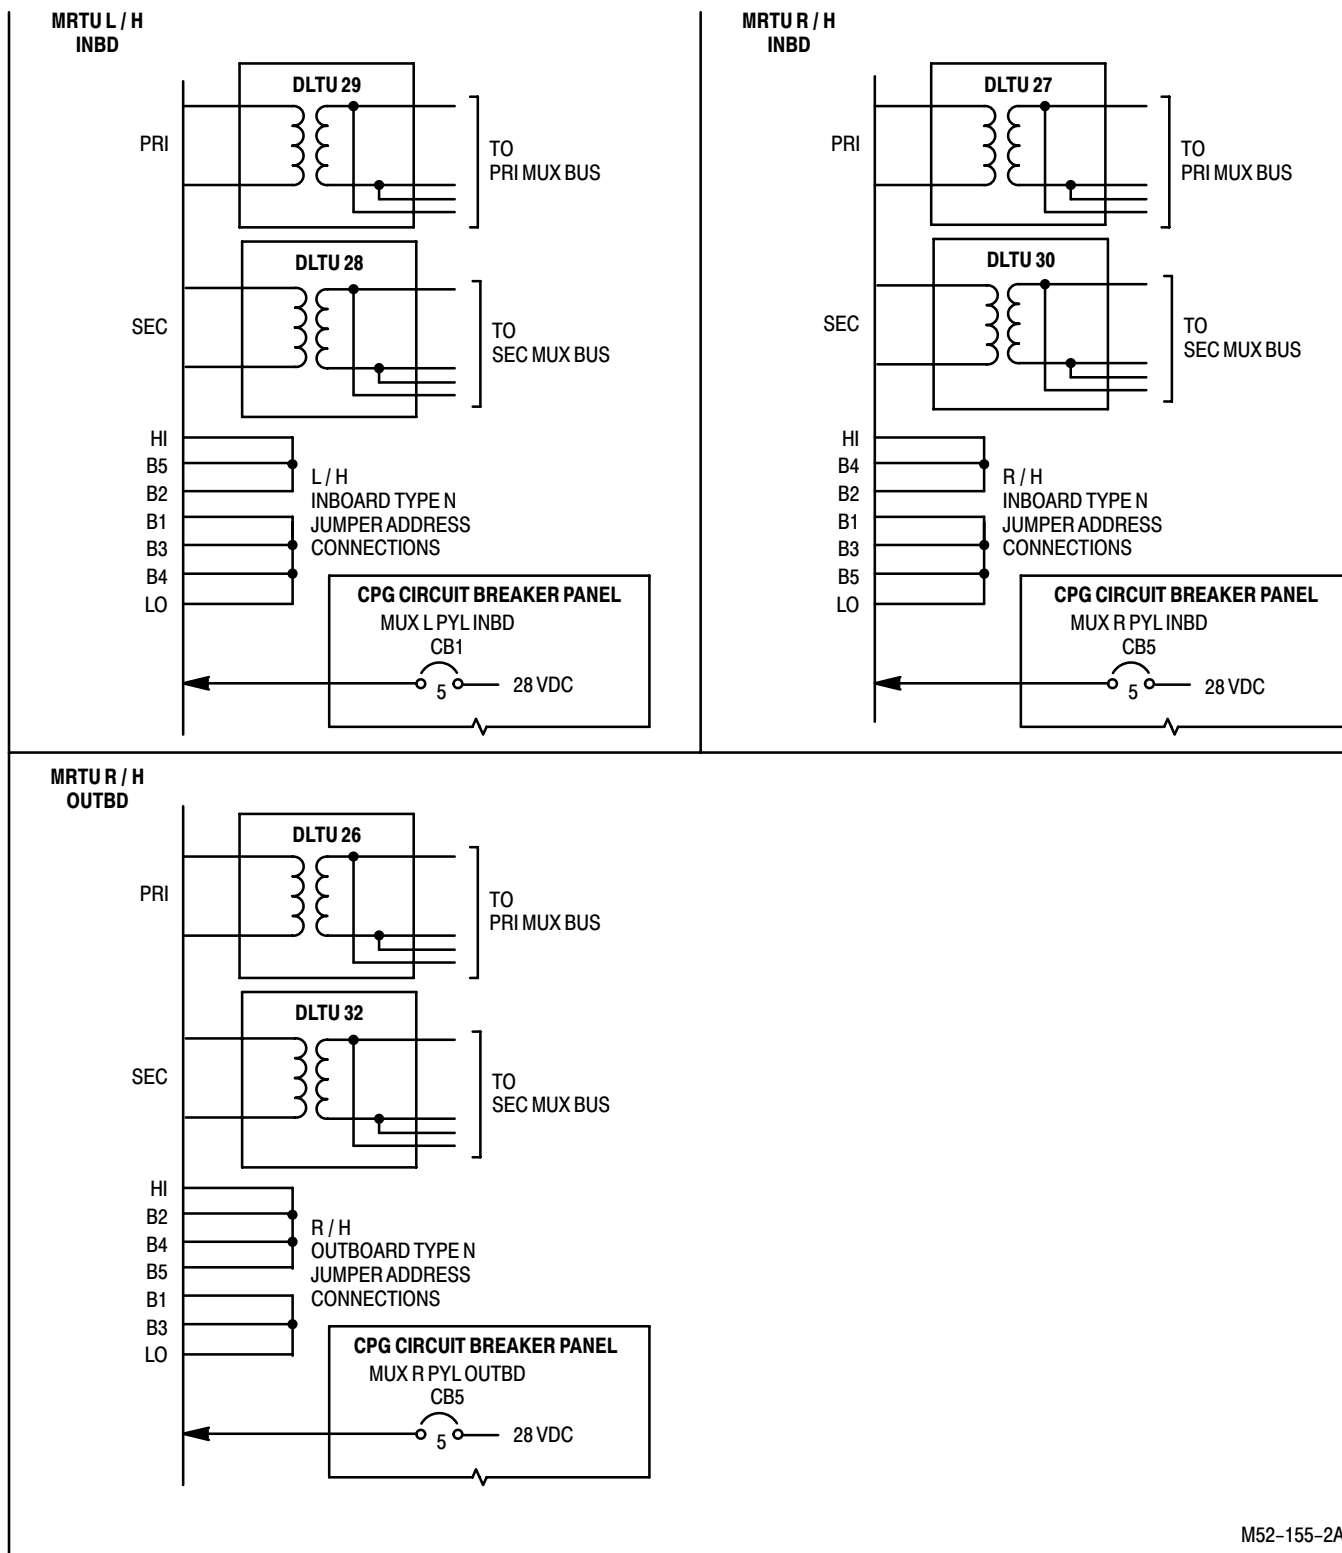 MRTU L / H
INBD
DLTU 29
PRI
TO
PRI MUX BUS
DLTU 28
SEC
TO
SEC MUX BUS
HI
B5
B2
B1
B3
B4
LO
L / H
INBOARD TYPE N
JUMPER ADDRESS
CONNECTIONS
CPG CIRCUIT BREAKER PANEL
MUX L PYL INBD
CB1
5
28 VDC
MRTU R / H
INBD
DLTU 27
PRI
TO
PRI MUX BUS
DLTU 30
SEC
TO
SEC MUX BUS
HI
B4
B2
B1
B3
B5
LO
R / H
INBOARD TYPE N
JUMPER ADDRESS
CONNECTIONS
CPG CIRCUIT BREAKER PANEL
MUX R PYL INBD
CB5
5
28 VDC
MRTU R / H
OUTBD
DLTU 26
PRI
TO
PRI MUX BUS
DLTU 32
SEC
TO
SEC MUX BUS
HI
B2
B4
B5
B1
B3
LO
R / H
OUTBOARD TYPE N
JUMPER ADDRESS
CONNECTIONS
CPG CIRCUIT BREAKER PANEL
MUX R PYL OUTBD
CB5
5
28 VDC
M52-155-2A